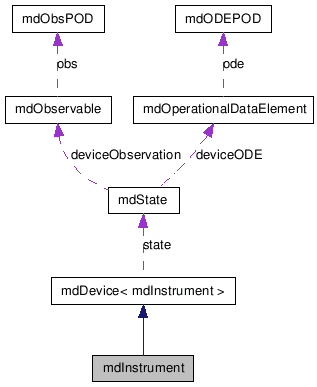 mdObsPOD
mdODEPOD
obs
ode
mdObservable
mdOperationalDataElement
deviceObservation
deviceODE
mdState
state
mdDevice< mdInstrument >
mdInstrument